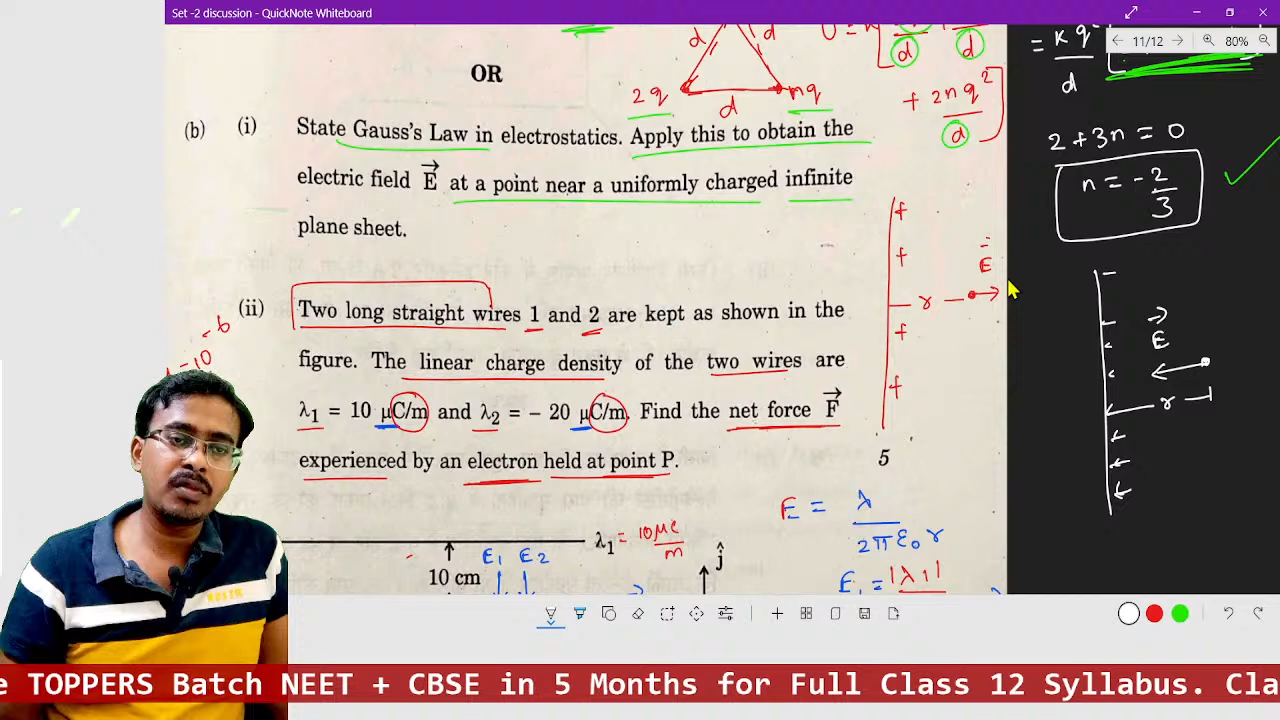 Set -2 discussion - QuickNote Whiteboard
11/12
80%
d
d
2q
nq
d
+ 2nq²
d
= Kq
d
2 + 3n = 0
n = -2/3
OR
(b) (i) State Gauss's Law in electrostatics. Apply this to obtain the
electric field E⃗ at a point near a uniformly charged infinite
plane sheet.
(ii) Two long straight wires 1 and 2 are kept as shown in the
figure. The linear charge density of the two wires are
λ₁ = 10 μC/m and λ₂ = – 20 μC/m. Find the net force F⃗
experienced by an electron held at point P.
5
r
E
E
r
E = λ
2πε₀r
E₁ = |λ1|
λ₁ = 10μc
m
E1 E2
10 cm
ĵ
e TOPPERS Batch NEET + CBSE in 5 Months for Full Class 12 Syllabus. Cla